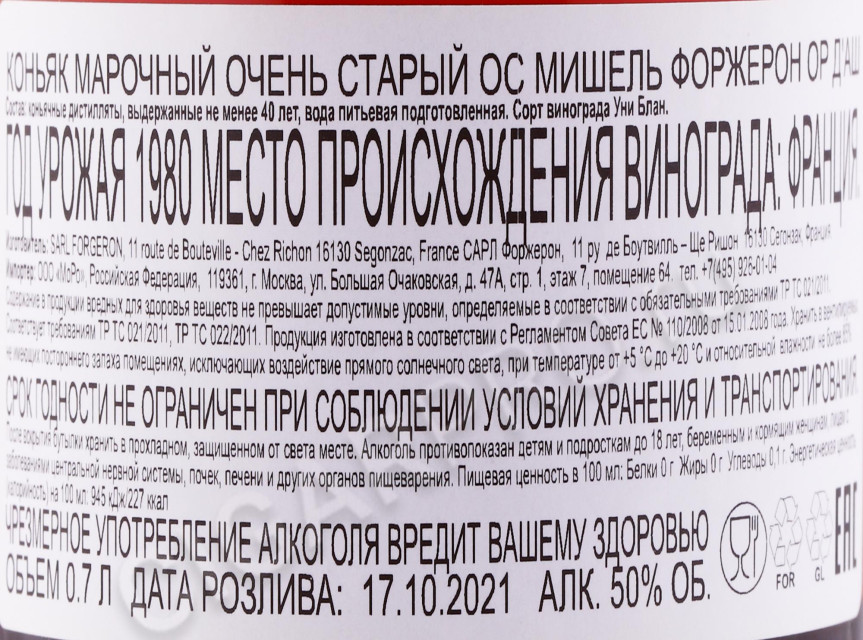 КОНЬЯК МАРОЧНЫЙ ОЧЕНЬ СТАРЫЙ ОС МИШЕЛЬ ФОРЖЕРОН ОР Д'АШ
Состав: коньячные дистилляты, выдержанные не менее 40 лет, вода питьевая подготовленная. Сорт винограда Уни Блан.
ГОД УРОЖАЯ 1980 МЕСТО ПРОИСХОЖДЕНИЯ ВИНОГРАДА: ФРАНЦИЯ
Изготовитель: SARL FORGERON, 11 route de Bouteville - Chez Richon 16130 Segonzac, France САРЛ Форжерон, 11 ру де Боутвилль – Ще Ришон 16130 Сегонзак, Франция
Импортер: ООО «МоРо», Российская Федерация, 119361, г. Москва, ул. Большая Очаковская, д. 47А, стр. 1, этаж 7, помещение 64, тел. +7(495) 926-01-04
Содержание в продукции вредных для здоровья веществ не превышает допустимые уровни, определяемые в соответствии с обязательными требованиями ТР ТС 021/2011.
Соответствует требованиям ТР ТС 021/2011, ТР ТС 022/2011. Продукция изготовлена в соответствии с Регламентом Совета ЕС № 110/2008 от 15.01.2008 года. Хранить в вентилируемых,
не имеющих постороннего запаха помещениях, исключающих воздействие прямого солнечного света, при температуре от +5 °C до +20 °C и относительной влажности не более 85%
СРОК ГОДНОСТИ НЕ ОГРАНИЧЕН ПРИ СОБЛЮДЕНИИ УСЛОВИЙ ХРАНЕНИЯ И ТРАНСПОРТИРОВАНИЯ
После вскрытия бутылки хранить в прохладном, защищенном от света месте. Алкоголь противопоказан детям и подросткам до 18 лет, беременным и кормящим женщинам, лицам с
заболеваниями центральной нервной системы, почек, печени и других органов пищеварения. Пищевая ценность в 100 мл: Белки 0 г Жиры 0 г Углеводы 0,1 г. Энергетическая ценность
(калорийность) на 100 мл: 945 кДж/227 ккал
ЧРЕЗМЕРНОЕ УПОТРЕБЛЕНИЕ АЛКОГОЛЯ ВРЕДИТ ВАШЕМУ ЗДОРОВЬЮ
ОБЪЕМ 0.7 Л ДАТА РОЗЛИВА: 17.10.2021 АЛК. 50% ОБ.
FOR GL EAC